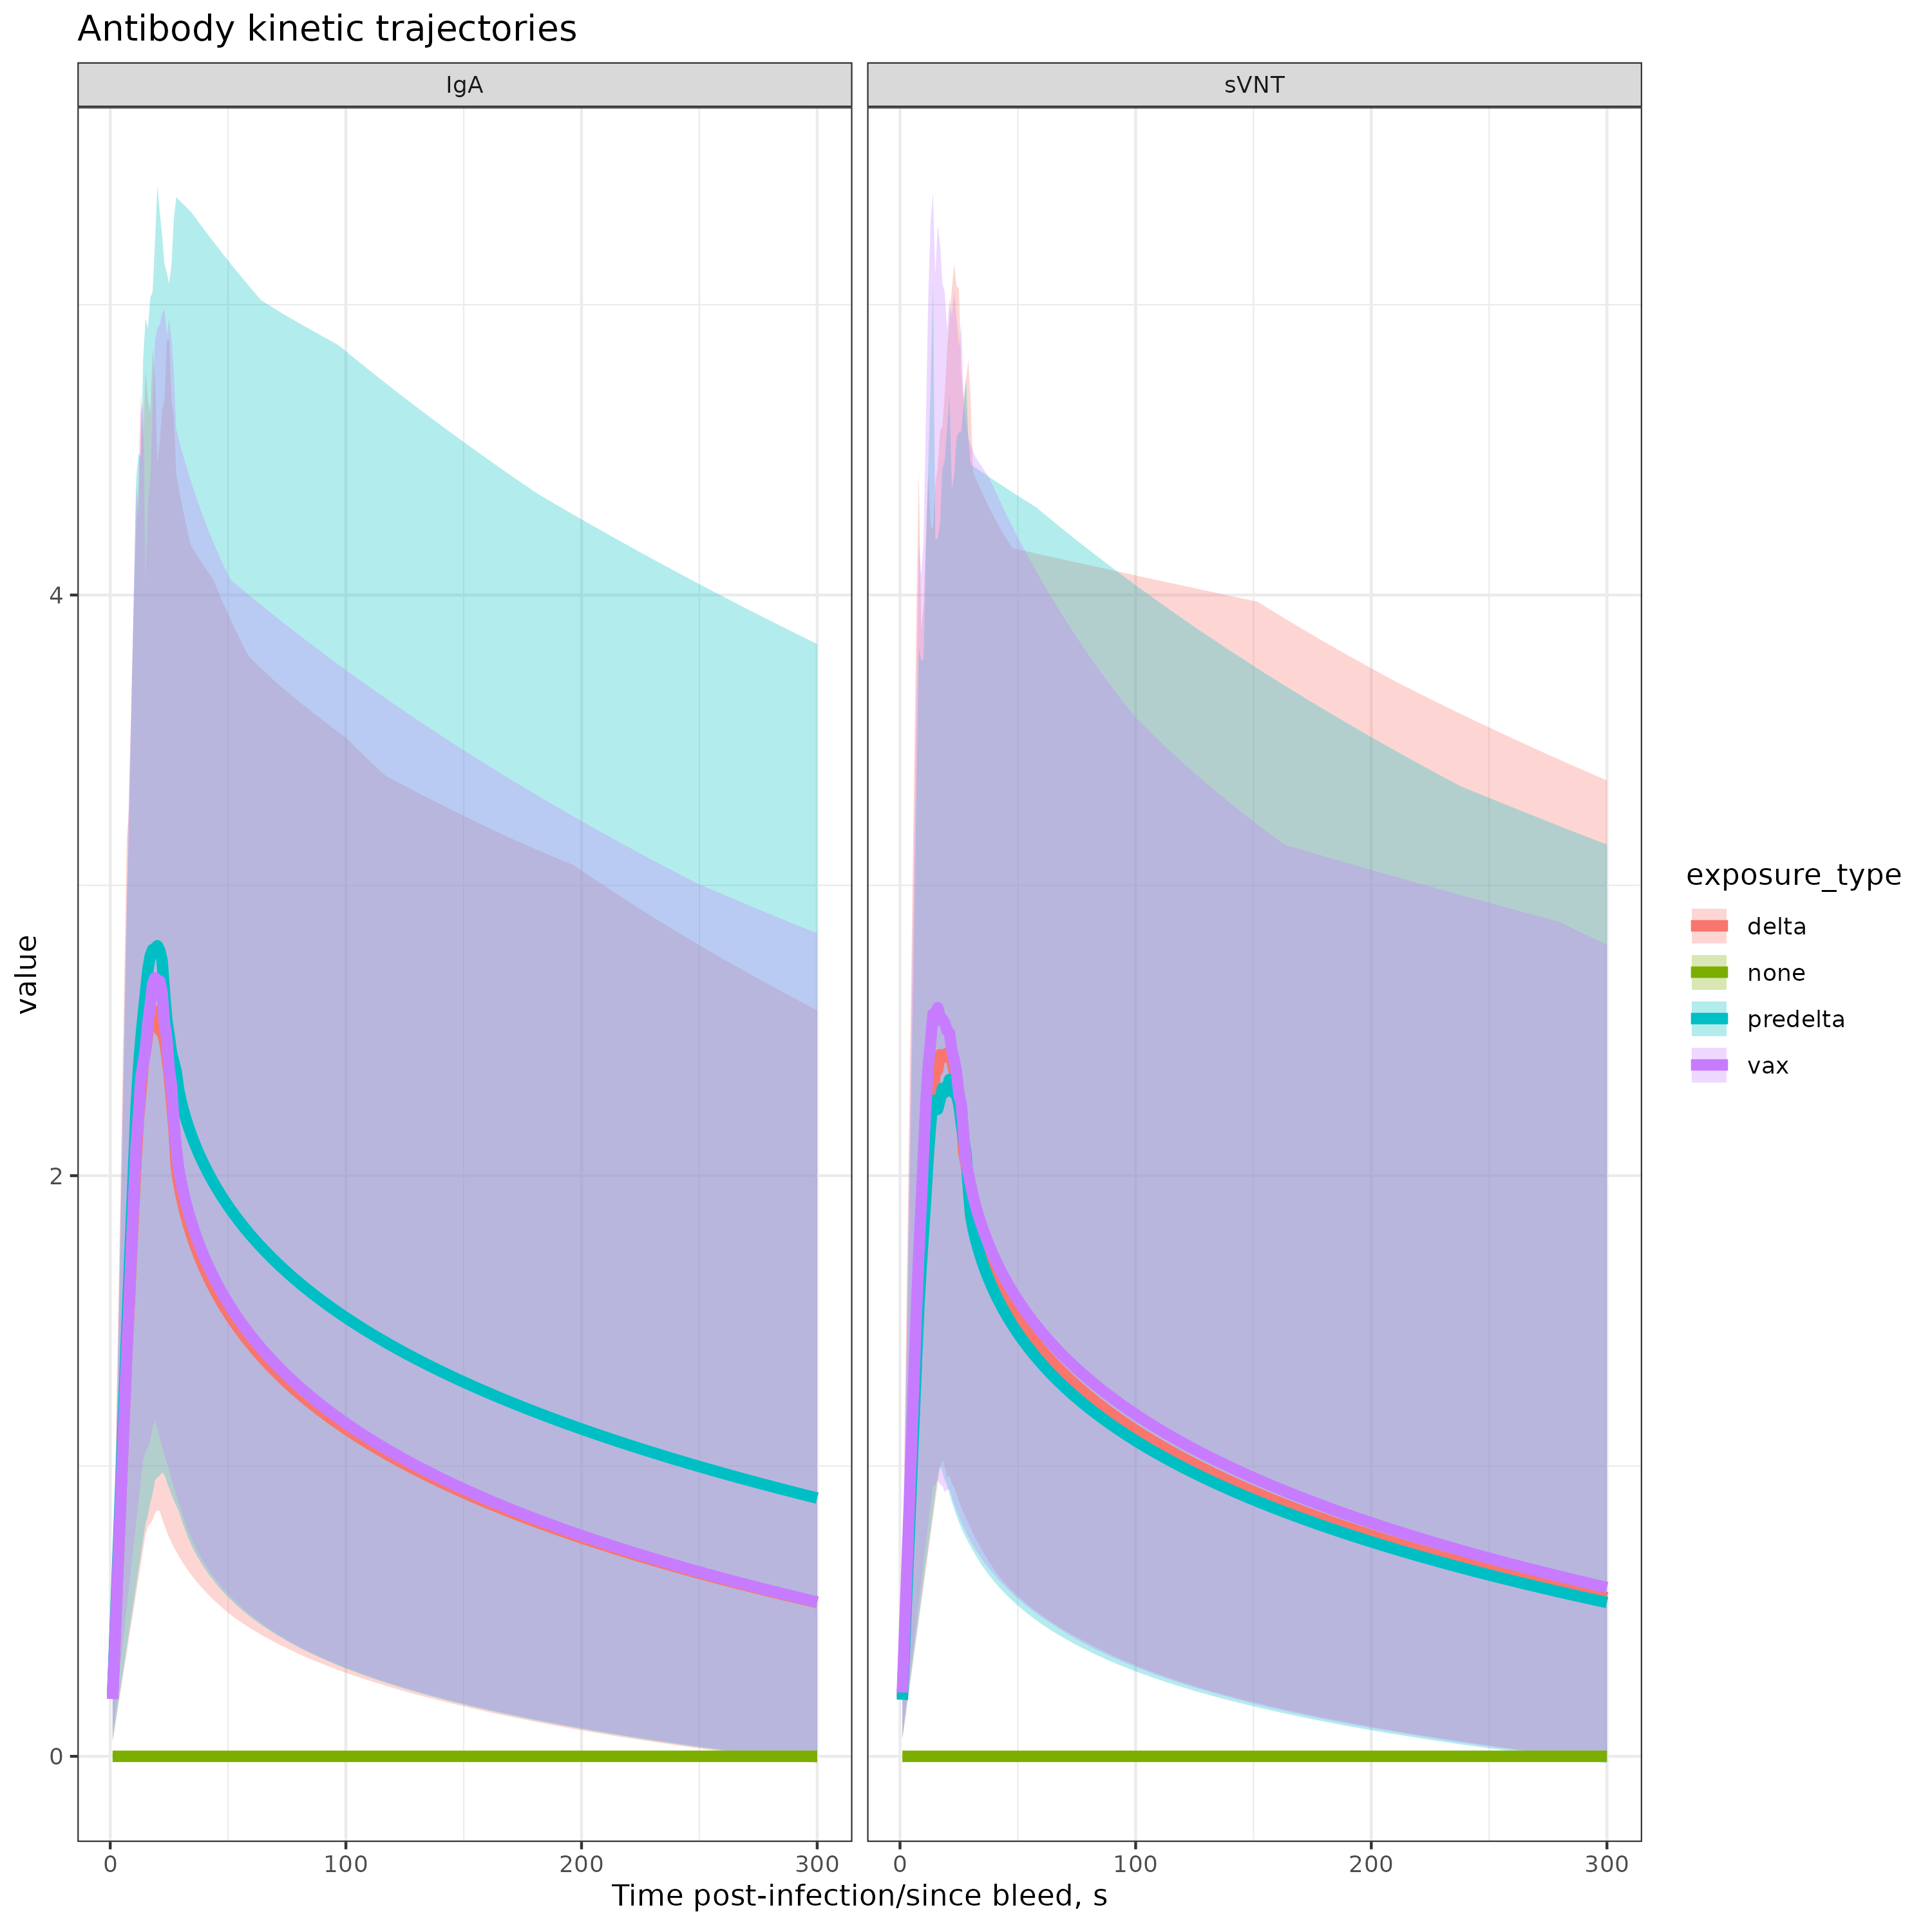 Antibody kinetic trajectories
IgA
sVNT
value
4
2
0
0
100
200
300
0
100
200
300
Time post-infection/since bleed, s
exposure_type
delta
none
predelta
vax